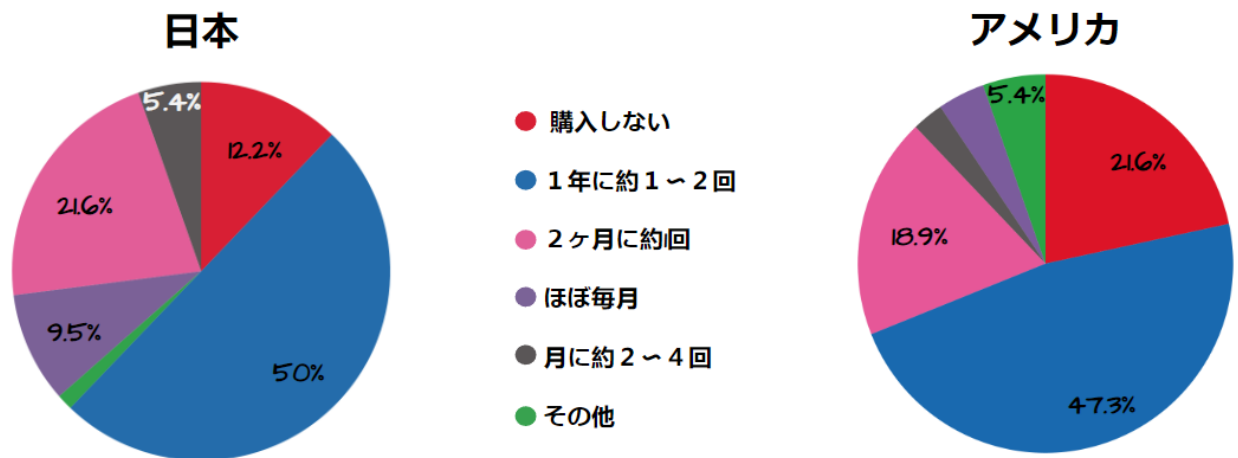 日本
5.4%
12.2%
21.6%
9.5%
50%
購入しない
1年に約1〜2回
2ヶ月に約1回
ほぼ毎月
月に約2〜4回
その他
アメリカ
5.4%
21.6%
18.9%
47.3%